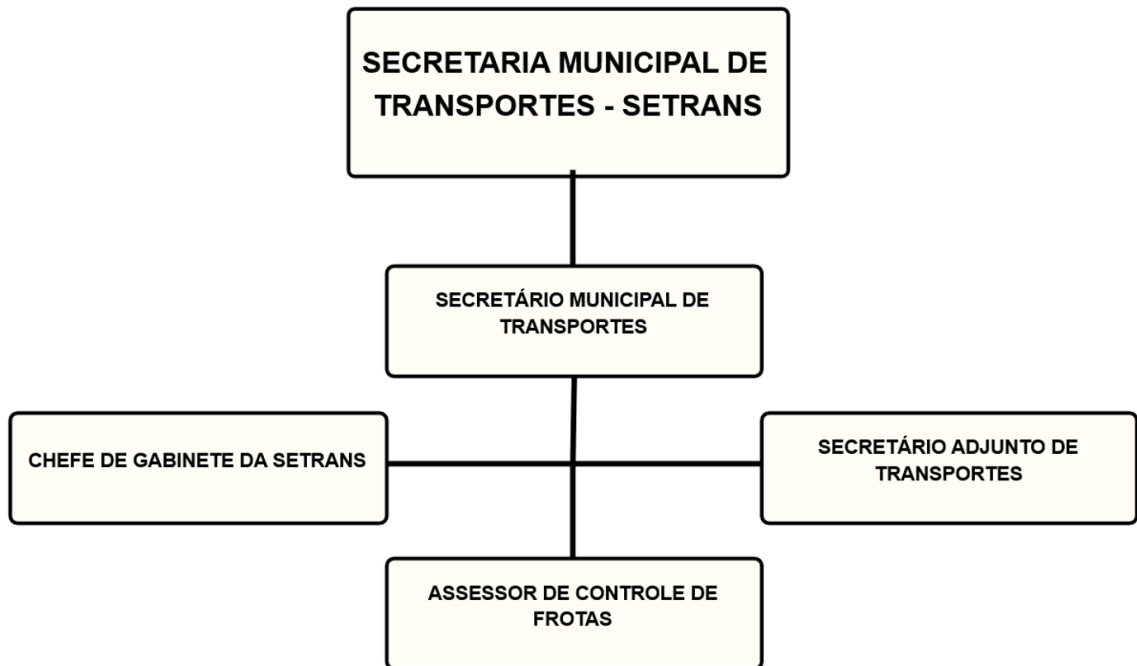 SECRETARIA MUNICIPAL DE
TRANSPORTES - SETRANS
SECRETÁRIO MUNICIPAL DE
TRANSPORTES
CHEFE DE GABINETE DA SETRANS
SECRETÁRIO ADJUNTO DE
TRANSPORTES
ASSESSOR DE CONTROLE DE
FROTAS